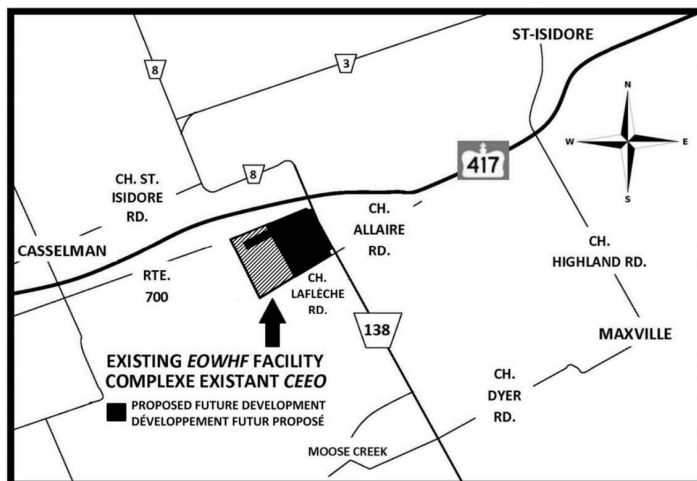 ST-ISIDORE
8
3
N
W
E
S
417
CH. ST.
ISIDORE
RD.
8
CH.
ALLAIRE
RD.
CASSELMAN
RTE.
700
CH.
LAFLÈCHE
RD.
CH.
HIGHLAND RD.
138
MAXVILLE
EXISTING EOWHF FACILITY
COMPLEXE EXISTANT CEEO
PROPOSED FUTURE DEVELOPMENT
DÉVELOPPEMENT FUTUR PROPOSÉ
CH.
DYER
RD.
MOOSE CREEK